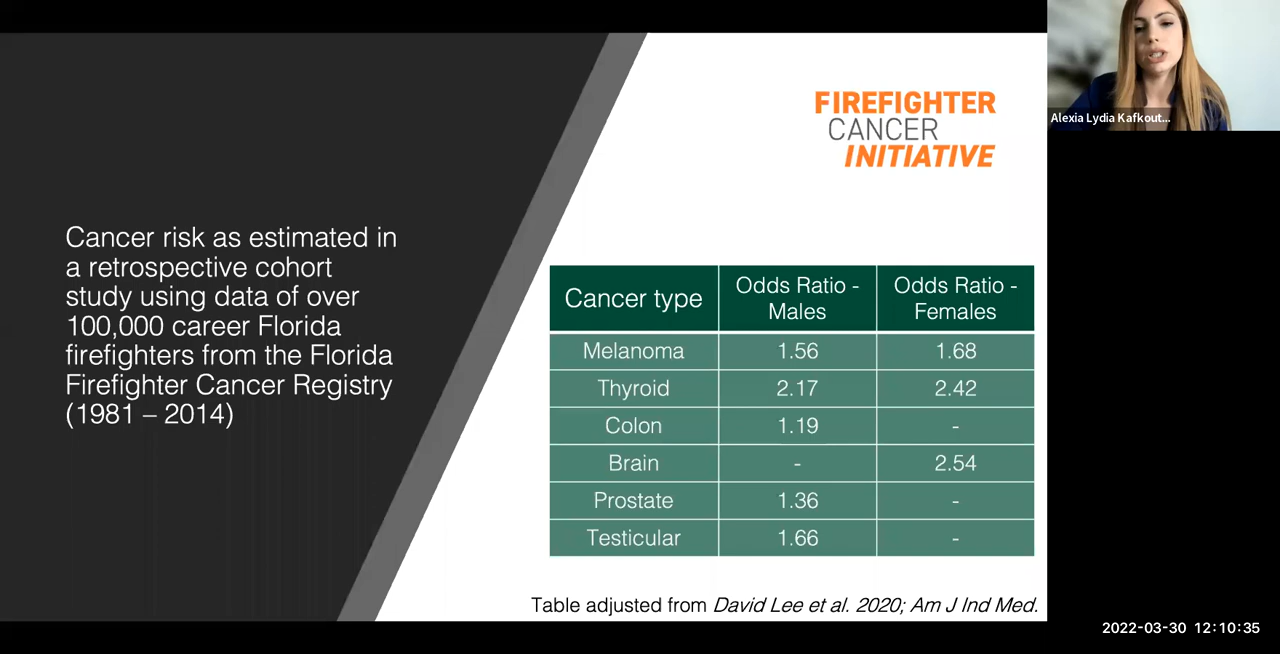 FIREFIGHTER
CANCER
INITIATIVE
Alexia Lydia Kafkout...
Cancer risk as estimated in
a retrospective cohort
study using data of over
100,000 career Florida
firefighters from the Florida
Firefighter Cancer Registry
(1981 – 2014)
Cancer type Odds Ratio - Males Odds Ratio - Females
Melanoma 1.56 1.68
Thyroid 2.17 2.42
Colon 1.19 -
Brain - 2.54
Prostate 1.36 -
Testicular 1.66 -
Table adjusted from David Lee et al. 2020; Am J Ind Med.
2022-03-30 12:10:35